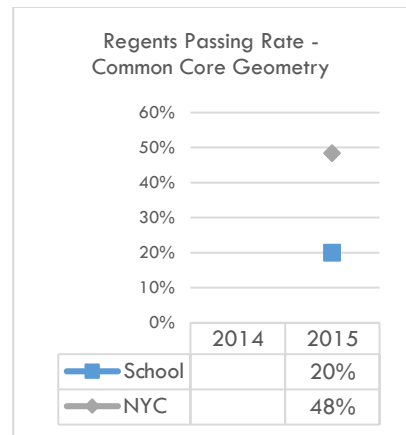 Regents Passing Rate -
Common Core Geometry
60%
50%
40%
30%
20%
10%
0%
2014 2015
School 20%
NYC 48%